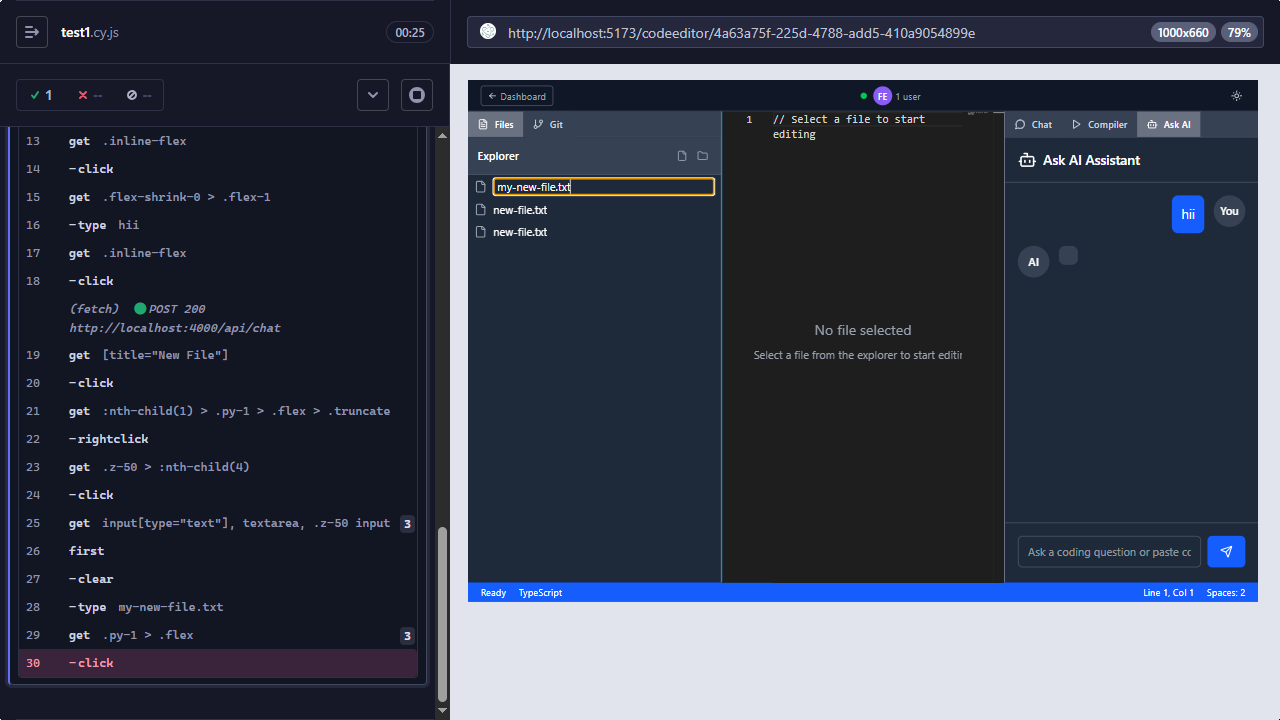 test1.cy.js
00:25
1
--
--
13 get .inline-flex
14 -click
15 get .flex-shrink-0 > .flex-1
16 -type hii
17 get .inline-flex
18 -click
(fetch) POST 200
http://localhost:4000/api/chat
19 get [title="New File"]
20 -click
21 get :nth-child(1) > .py-1 > .flex > .truncate
22 -rightclick
23 get .z-50 > :nth-child(4)
24 -click
25 get input[type="text"], textarea, .z-50 input 3
26 first
27 -clear
28 -type my-new-file.txt
29 get .py-1 > .flex 3
30 -click
http://localhost:5173/codeeditor/4a63a75f-225d-4788-add5-410a9054899e
1000x660
79%
Dashboard
FE 1 user
Files
Git
Explorer
my-new-file.txt
new-file.txt
new-file.txt
1 // Select a file to start
editing
No file selected
Select a file from the explorer to start editin
Chat
Compiler
Ask AI
Ask AI Assistant
hii
You
AI
Ask a coding question or paste cc
Ready
TypeScript
Line 1, Col 1
Spaces: 2